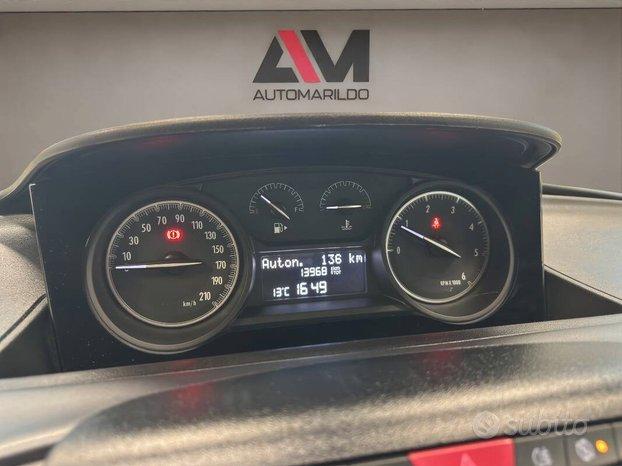 AM
AUTOMARILDO
10 30 50 70 90 110 130 150 170 190 210
km/h
E F
1 2 3 4 5 6
RPM X 1000
Auton. 136 km
13968 km
13°C 16:49
subito